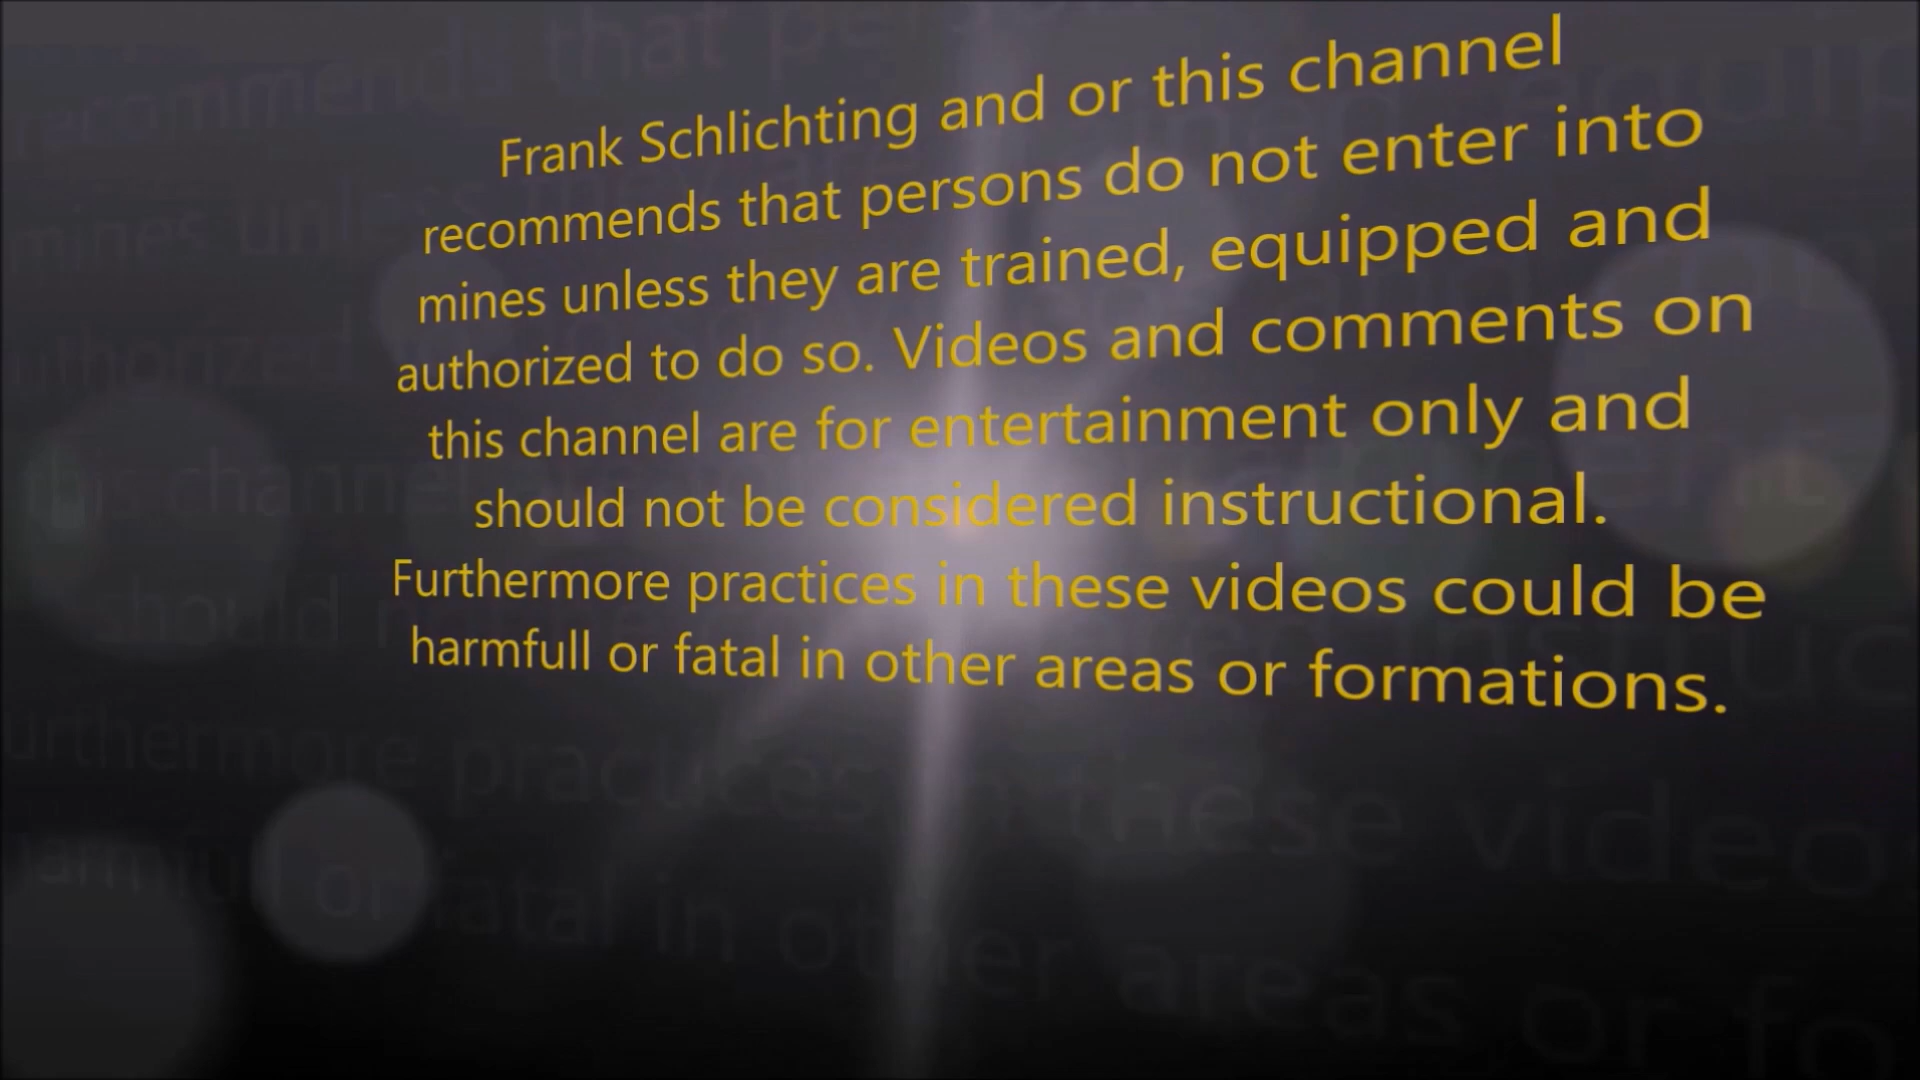 Frank Schlichting and or this channel
recommends that persons do not enter into
mines unless they are trained, equipped and
authorized to do so. Videos and comments on
this channel are for entertainment only and
should not be considered instructional.
Furthermore practices in these videos could be
harmfull or fatal in other areas or formations.